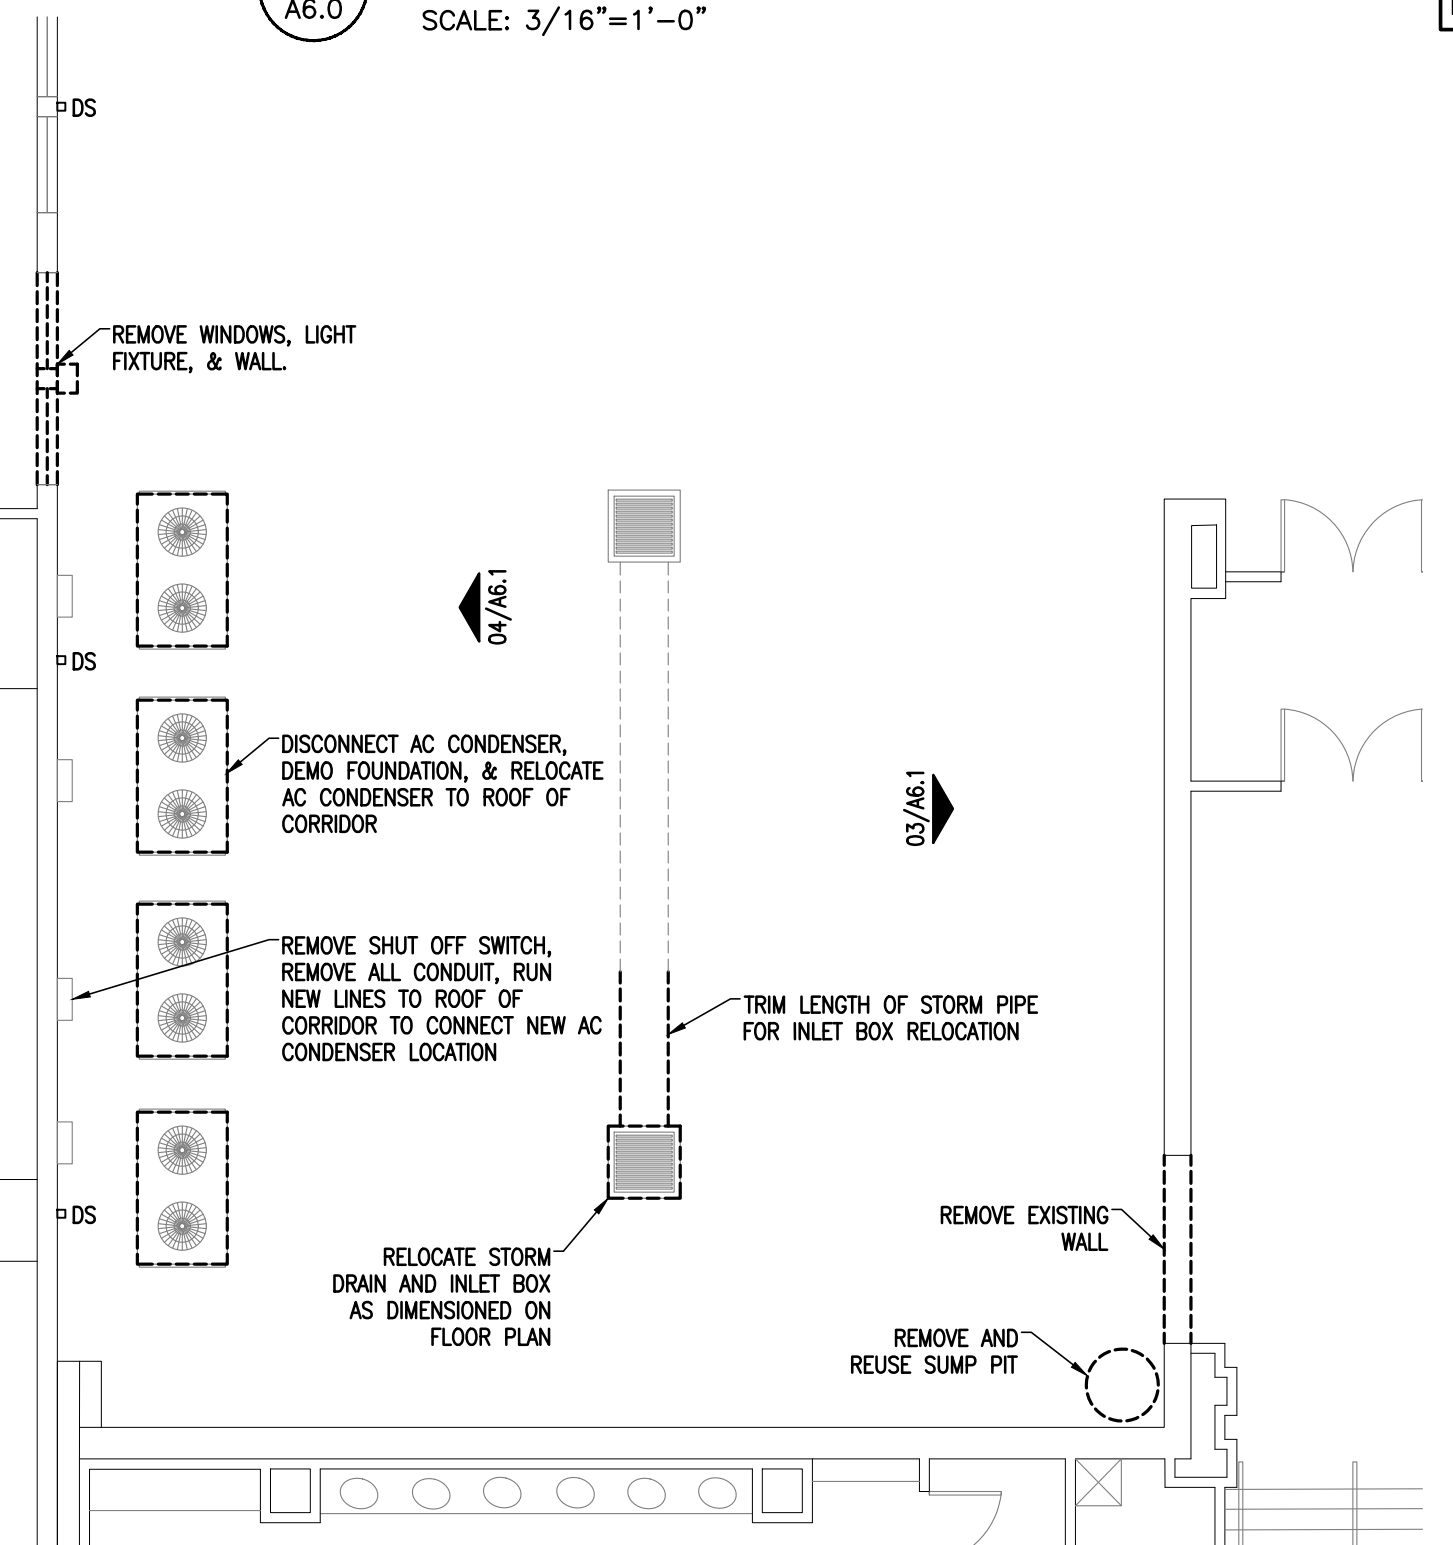 A6.0
SCALE: 3/16"=1'-0"
DS
REMOVE WINDOWS, LIGHT
FIXTURE, & WALL.
04/A6.1
DS
DISCONNECT AC CONDENSER,
DEMO FOUNDATION, & RELOCATE
AC CONDENSER TO ROOF OF
CORRIDOR
03/A6.1
REMOVE SHUT OFF SWITCH,
REMOVE ALL CONDUIT, RUN
NEW LINES TO ROOF OF
CORRIDOR TO CONNECT NEW AC
CONDENSER LOCATION
TRIM LENGTH OF STORM PIPE
FOR INLET BOX RELOCATION
DS
RELOCATE STORM
DRAIN AND INLET BOX
AS DIMENSIONED ON
FLOOR PLAN
REMOVE EXISTING
WALL
REMOVE AND
REUSE SUMP PIT